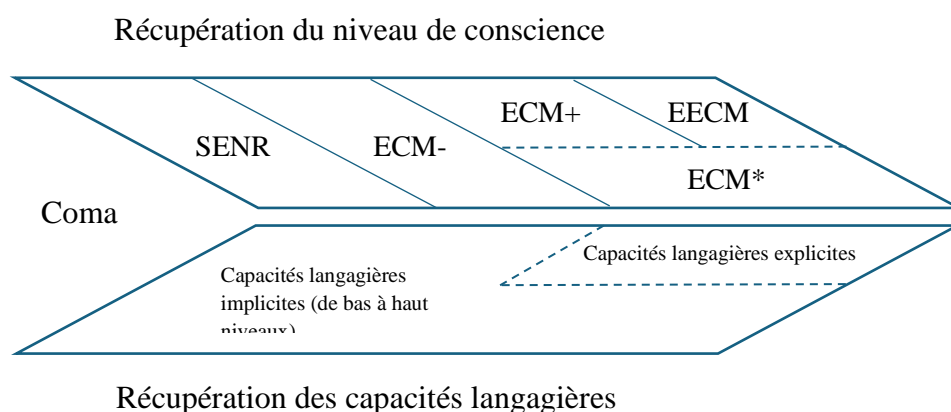 Récupération du niveau de conscience
ECM+
EECM
SENR
ECM-
ECM*
Coma
Capacités langagières explicites
Capacités langagières
implicites (de bas à haut
niveaux)
Récupération des capacités langagières